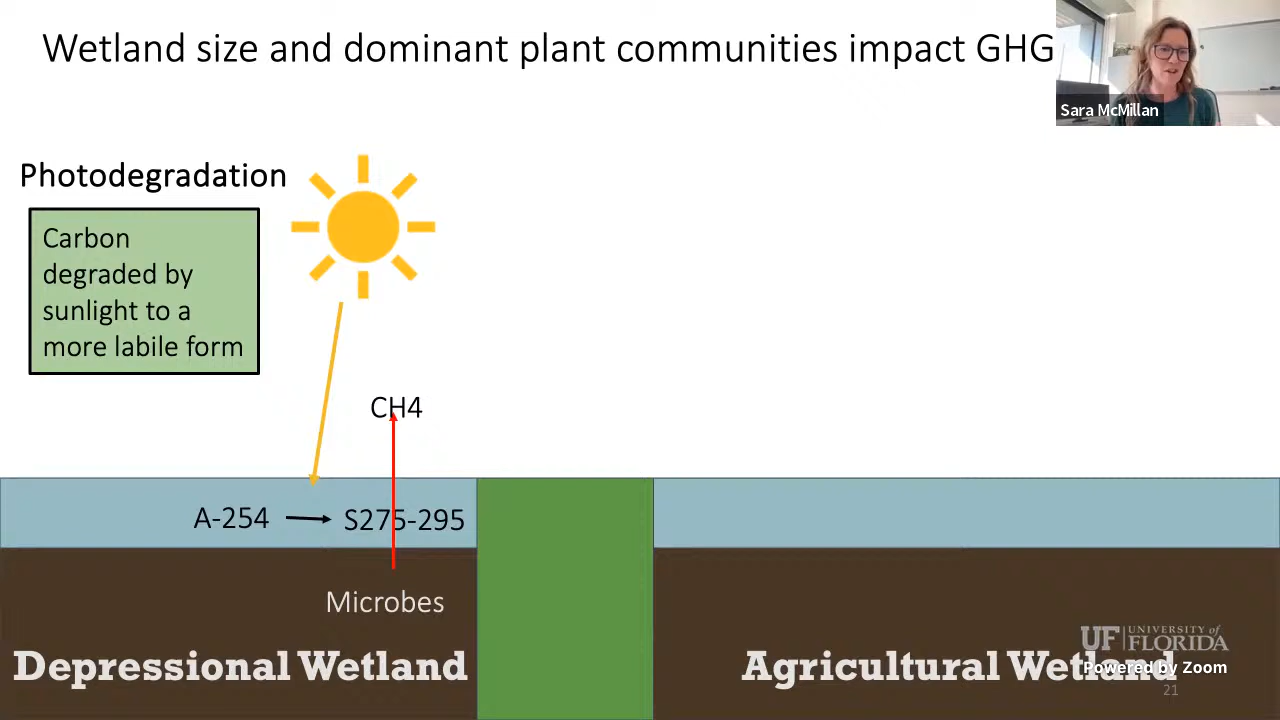 Wetland size and dominant plant communities impact GHG
Sara McMillan
Photodegradation
Carbon
degraded by
sunlight to a
more labile form
CH4
A-254
S275-295
Microbes
UF UNIVERSITY of
FLORIDA
Depressional Wetland
Agricultural Wetland
Powered by Zoom
21